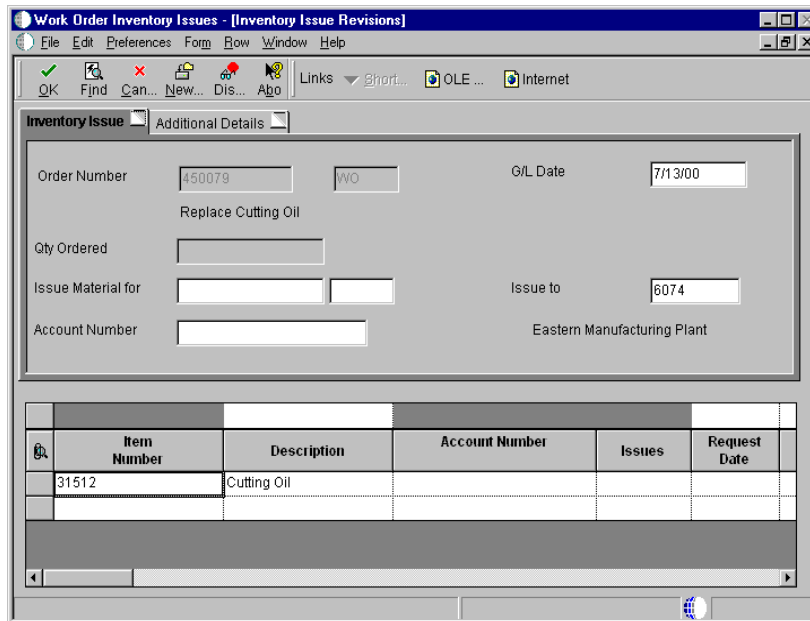 Work Order Inventory Issues - [Inventory Issue Revisions]
File Edit Preferences Form Row Window Help
OK Find Can... New... Dis... Abo Links Short... OLE ... Internet
Inventory Issue Additional Details
Order Number 450079 WO G/L Date 7/13/00
Replace Cutting Oil
Qty Ordered
Issue Material for Issue to 6074
Account Number Eastern Manufacturing Plant
Item Number Description Account Number Issues Request Date
31512 Cutting Oil